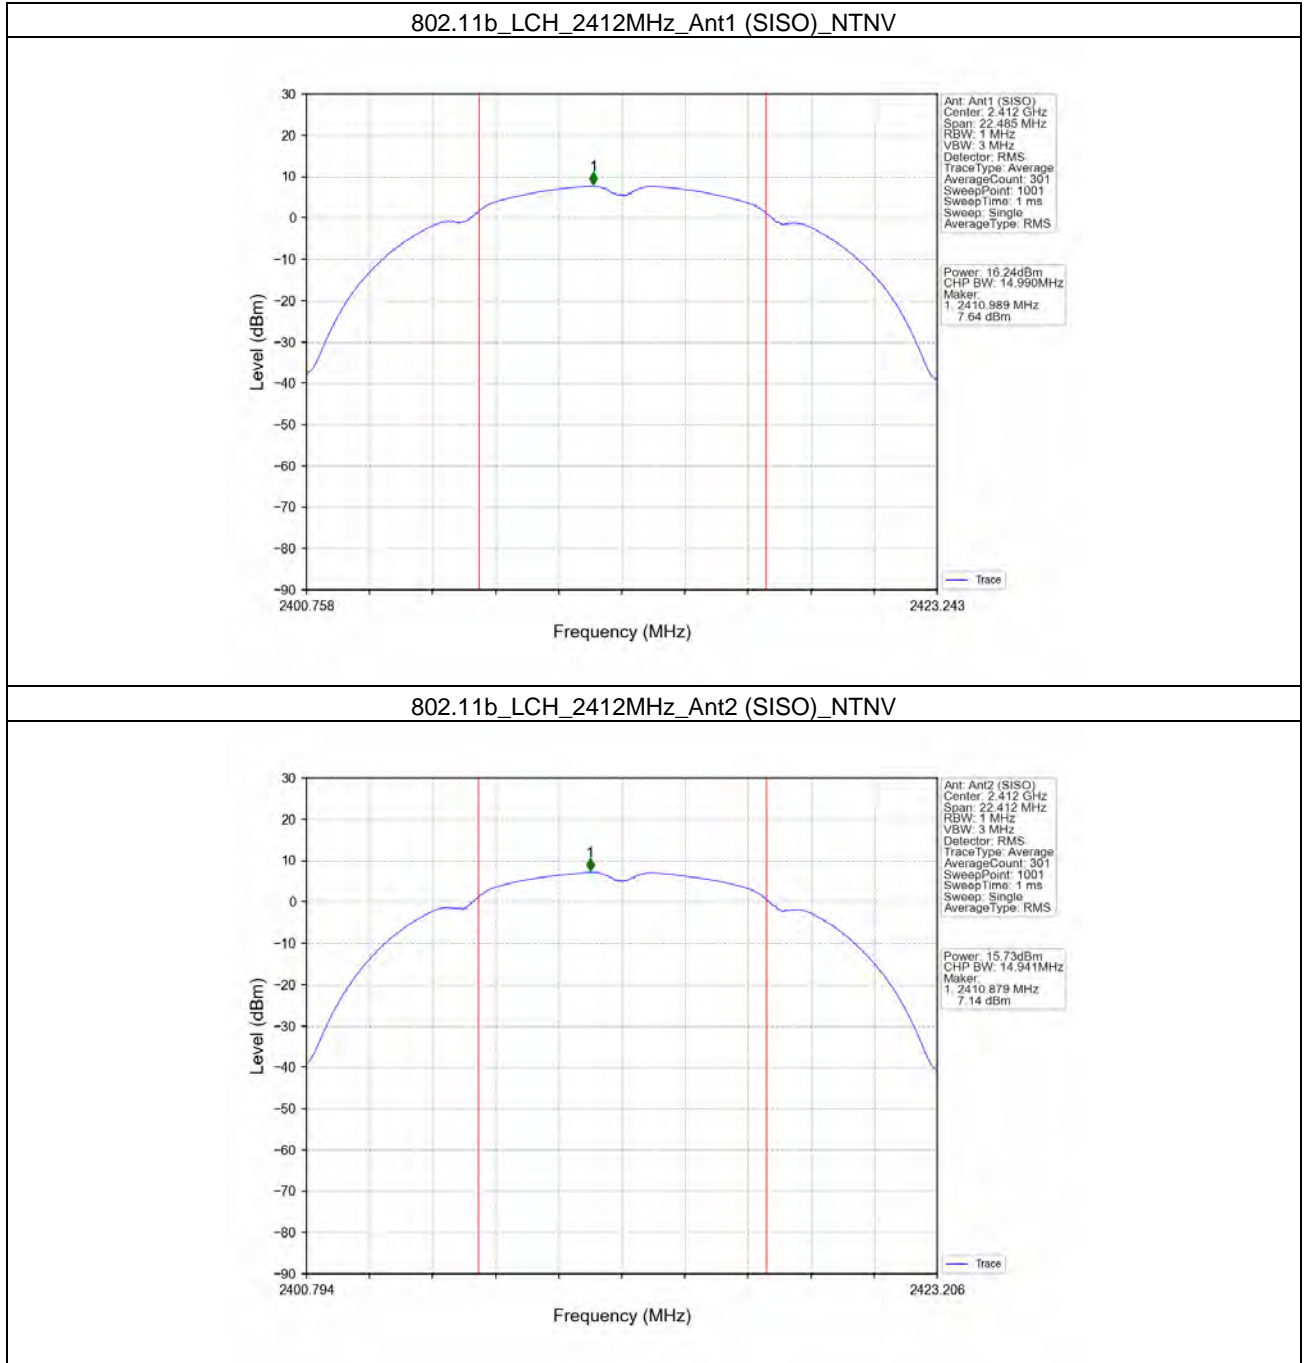 802.11b_LCH_2412MHz_Ant1 (SISO)_NTNV
30
20
10
0
−10
−20
−30
−40
−50
−60
−70
−80
−90
Level (dBm)
1
2400.758
2423.243
Frequency (MHz)
Ant: Ant1 (SISO)
Center: 2.412 GHz
Span: 22.485 MHz
RBW: 1 MHz
VBW: 3 MHz
Detector: RMS
TraceType: Average
AverageCount: 301
SweepPoint: 1001
SweepTime: 1 ms
Sweep: Single
AverageType: RMS
Power: 16.24dBm
CHP BW: 14.990MHz
Maker:
1. 2410.989 MHz
7.64 dBm
Trace
802.11b_LCH_2412MHz_Ant2 (SISO)_NTNV
30
20
10
0
−10
−20
−30
−40
−50
−60
−70
−80
−90
Level (dBm)
1
2400.794
2423.206
Frequency (MHz)
Ant: Ant2 (SISO)
Center: 2.412 GHz
Span: 22.412 MHz
RBW: 1 MHz
VBW: 3 MHz
Detector: RMS
TraceType: Average
AverageCount: 301
SweepPoint: 1001
SweepTime: 1 ms
Sweep: Single
AverageType: RMS
Power: 15.73dBm
CHP BW: 14.941MHz
Maker:
1. 2410.879 MHz
7.14 dBm
Trace